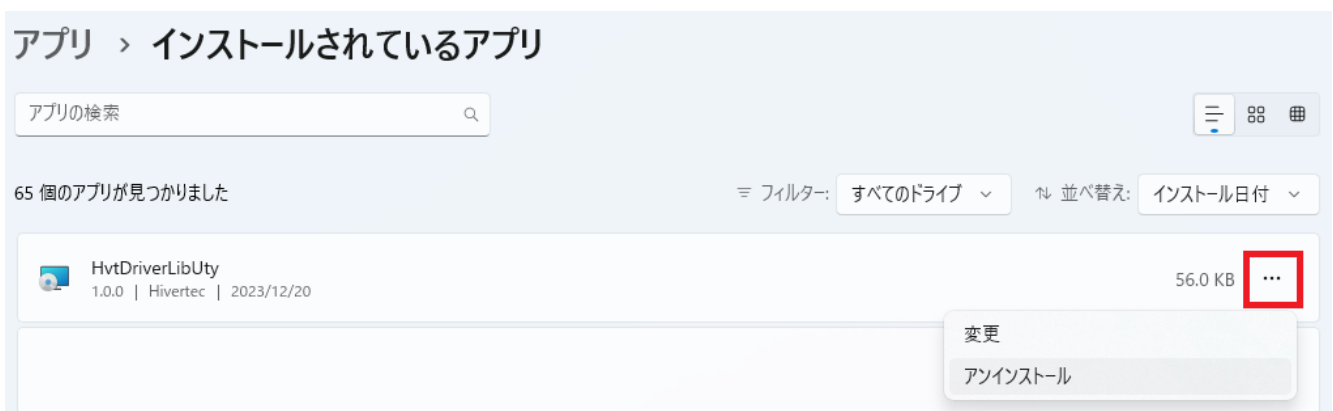 アプリ › インストールされているアプリ
アプリの検索
65 個のアプリが見つかりました
フィルター: すべてのドライブ
並べ替え: インストール日付
HvtDriverLibUty
1.0.0 | Hivertec | 2023/12/20
56.0 KB
変更
アンインストール